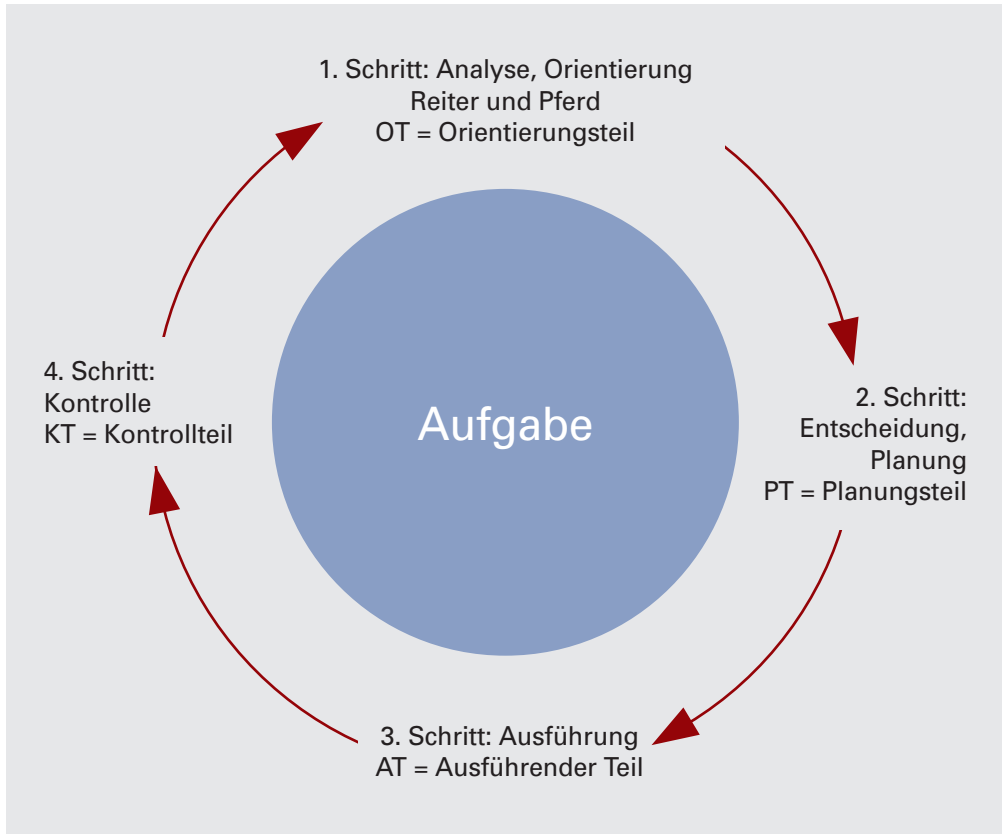 1. Schritt: Analyse, Orientierung
Reiter und Pferd
OT = Orientierungsteil
2. Schritt:
Entscheidung,
Planung
PT = Planungsteil
3. Schritt: Ausführung
AT = Ausführender Teil
4. Schritt:
Kontrolle
KT = Kontrollteil
Aufgabe